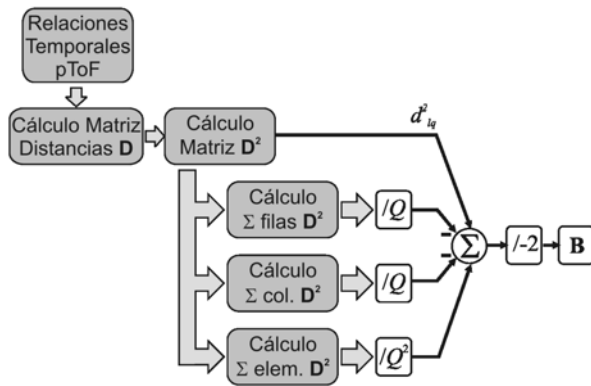 Relaciones
Temporales
pToF
Cálculo Matriz
Distancias D
Cálculo
Matriz D²
d²lq
Cálculo
Σ filas D²
/Q
Cálculo
Σ col. D²
/Q
Σ
/-2
B
Cálculo
Σ elem. D²
/Q²